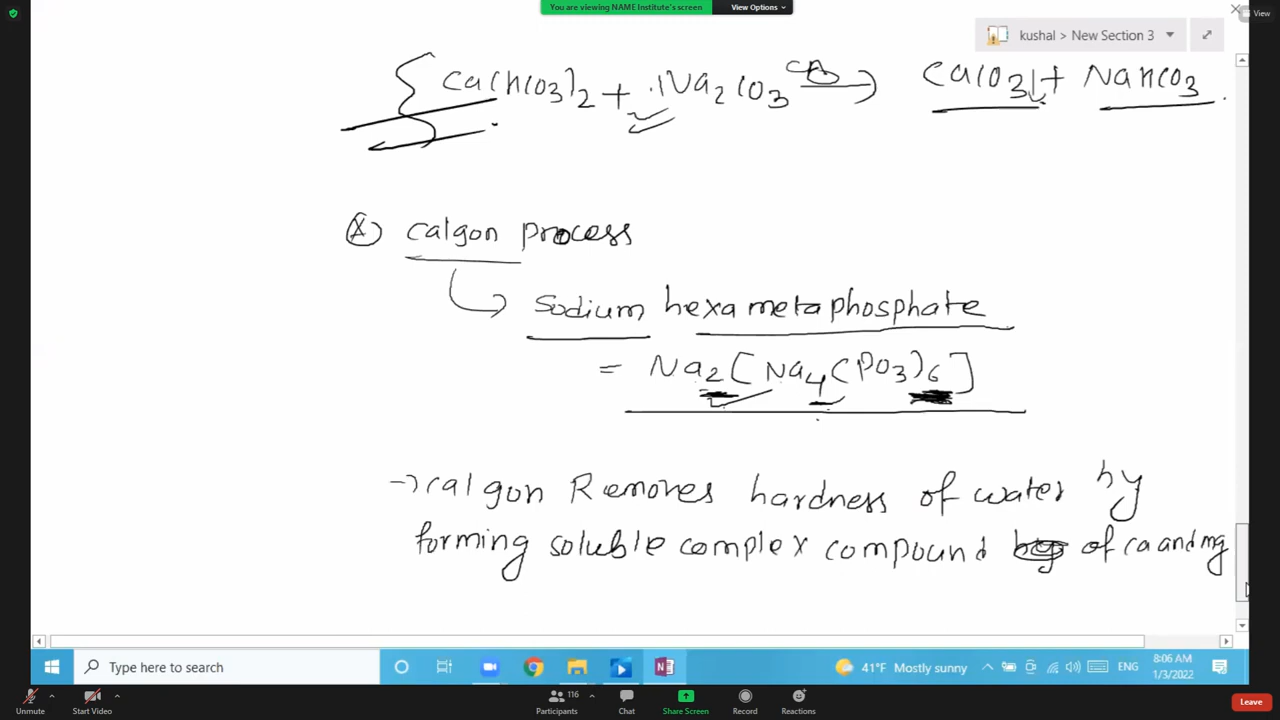 You are viewing NAME Institute's screen
View Options
View
kushal > New Section 3
Ca(HCO3)2 + Na2CO3 → CaCO3↓ + NaHCO3
calgon process
Sodium hexametaphosphate
= Na2[Na4(PO3)6]
→ calgon Removes hardness of water by
forming soluble complex compound of ca and mg
Type here to search
41°F Mostly sunny
ENG
8:06 AM
1/3/2022
Unmute
Start Video
116
Participants
Chat
Share Screen
Record
Reactions
Leave